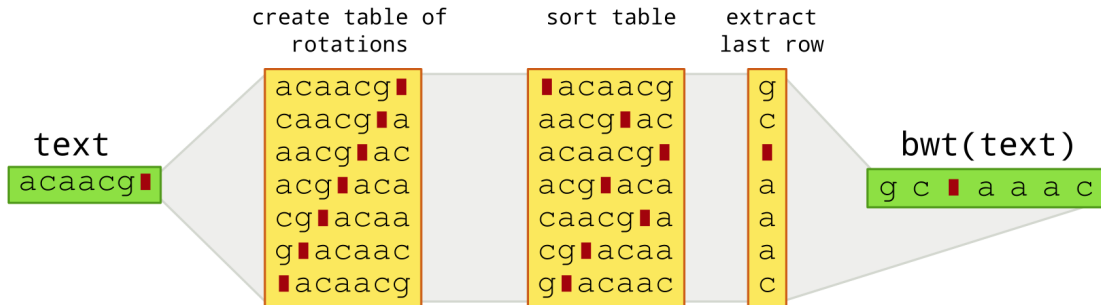 create table of
rotations
sort table
extract
last row
text
acaacg▮
acaacg▮
caacg▮a
aacg▮ac
acg▮aca
cg▮acaa
g▮acaac
▮acaacg
▮acaacg
aacg▮ac
acaacg▮
acg▮aca
caacg▮a
cg▮acaa
g▮acaac
g
c
▮
a
a
a
c
bwt(text)
g c ▮ a a a c